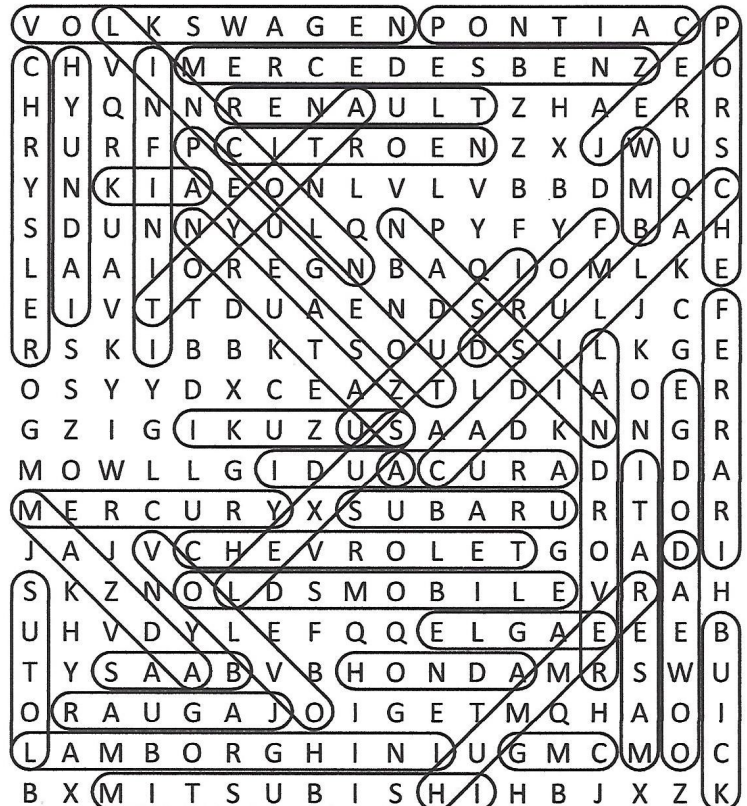 V O L K S W A G E N P O N T I A C P
C H V I M E R C E D E S B E N Z E O
H Y Q N N R E N A U L T Z H A E R R
R U R F P C I T R O E N Z X J W U S
Y N K I A E O N L V L V B B D M Q C
S D U N N Y U L Q N P Y F Y F B A H
L A A I O R E G N B A Q I O M L K E
E I V T T D U A E N D S R U L J C F
R S K I B B K T S O U D S I L K G E
O S Y Y D X C E A Z T L D I A O E R
G Z I G I K U Z U S A A D K N N G R
M O W L L G I D U A C U R A D I D A
M E R C U R Y X S U B A R U R T O R
J A J V C H E V R O L E T G O A D I
S K Z N O L D S M O B I L E V R A H
U H V D Y L E F Q Q E L G A E E E B
T Y S A A B V B H O N D A M R S W U
O R A U G A J O I G E T M Q H A O I
L A M B O R G H I N I U G M C M O C
B X M I T S U B I S H I H B J X Z K